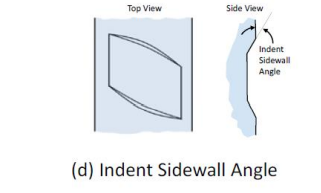 Top View
Side View
Indent
Sidewall
Angle
(d) Indent Sidewall Angle